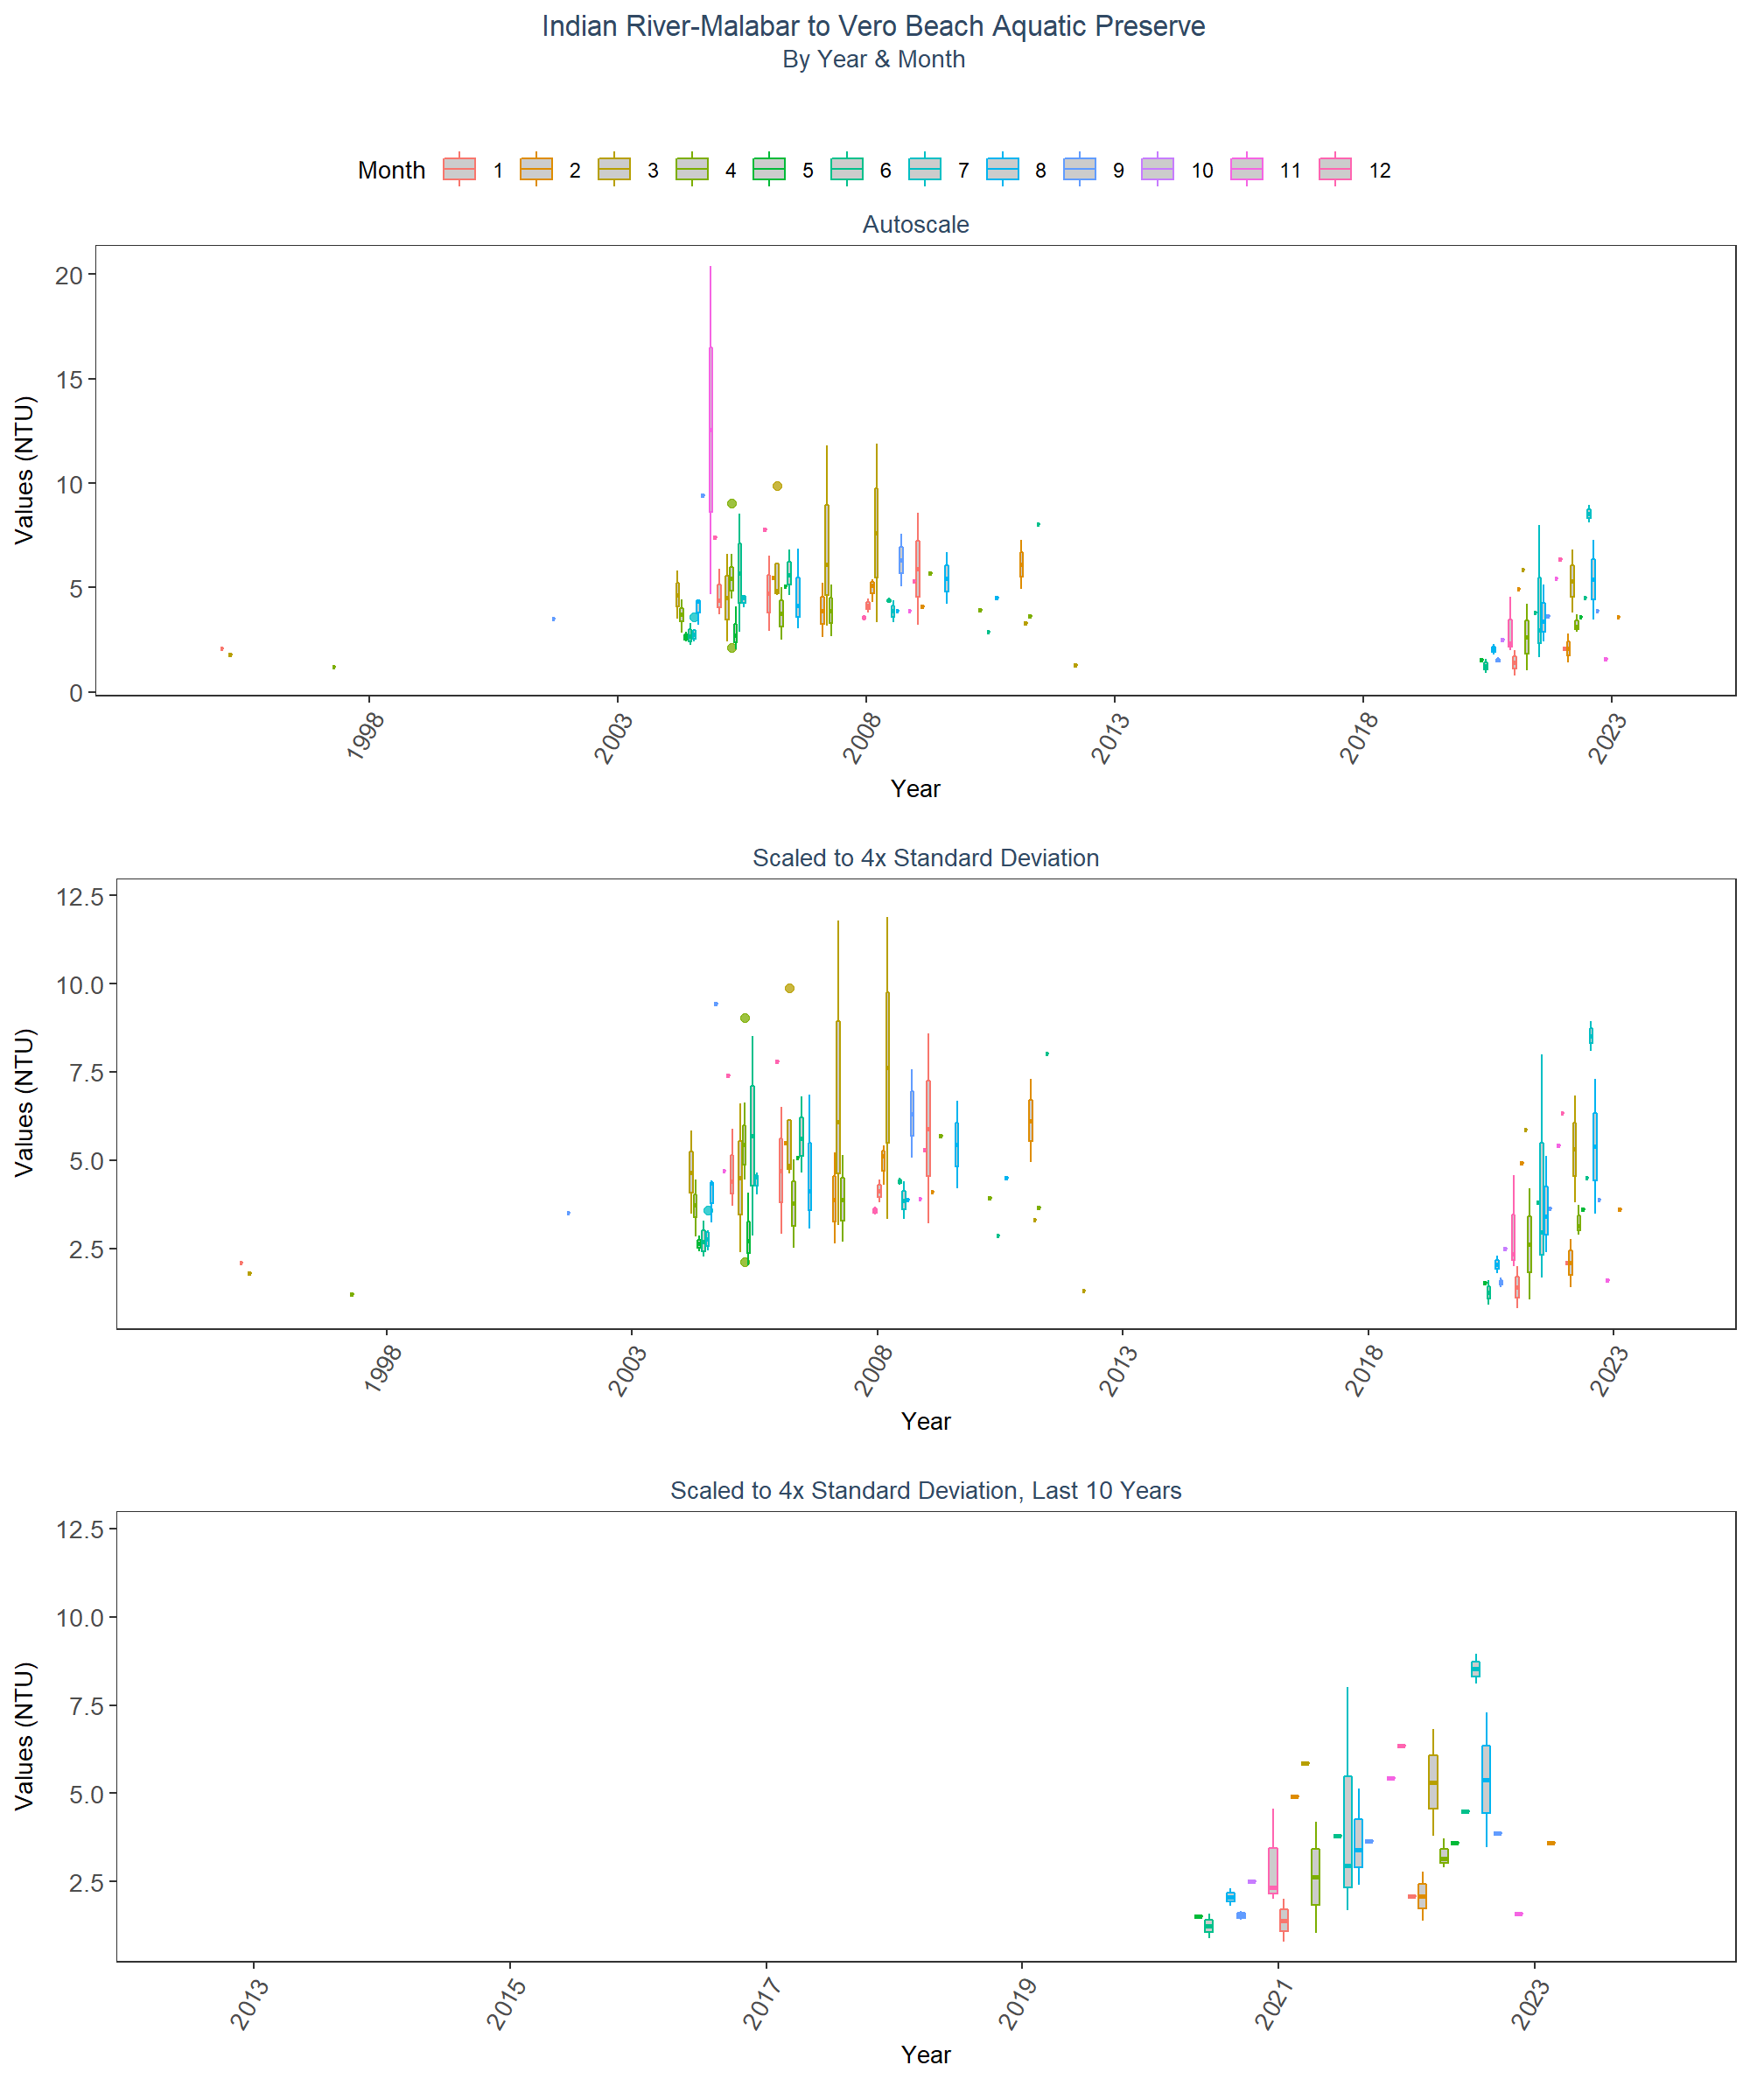 Indian River-Malabar to Vero Beach Aquatic Preserve
By Year & Month
Month 1 2 3 4 5 6 7 8 9 10 11 12
Autoscale
Values (NTU)
20
15
10
5
0
1998 2003 2008 2013 2018 2023
Year
Scaled to 4x Standard Deviation
Values (NTU)
12.5
10.0
7.5
5.0
2.5
1998 2003 2008 2013 2018 2023
Year
Scaled to 4x Standard Deviation, Last 10 Years
Values (NTU)
12.5
10.0
7.5
5.0
2.5
2013 2015 2017 2019 2021 2023
Year